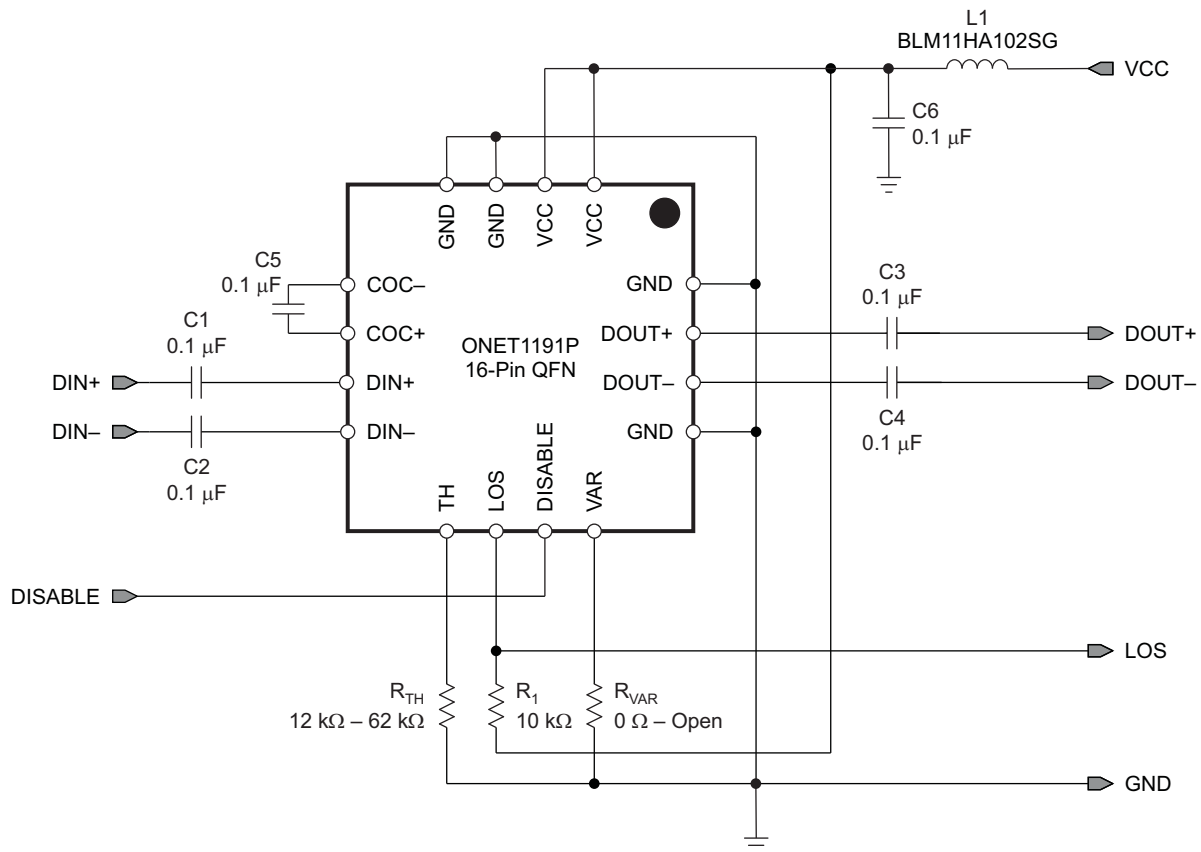 L1
BLM11HA102SG
VCC
C6
0.1 μF
GND
GND
VCC
VCC
C5
0.1 μF
COC–
COC+
C1
0.1 μF
DIN+
DIN+
DIN–
DIN–
C2
0.1 μF
ONET1191P
16-Pin QFN
GND
DOUT+
DOUT–
GND
C3
0.1 μF
DOUT+
DOUT–
C4
0.1 μF
TH
LOS
DISABLE
VAR
DISABLE
LOS
RTH
12 kΩ – 62 kΩ
R1
10 kΩ
RVAR
0 Ω – Open
GND